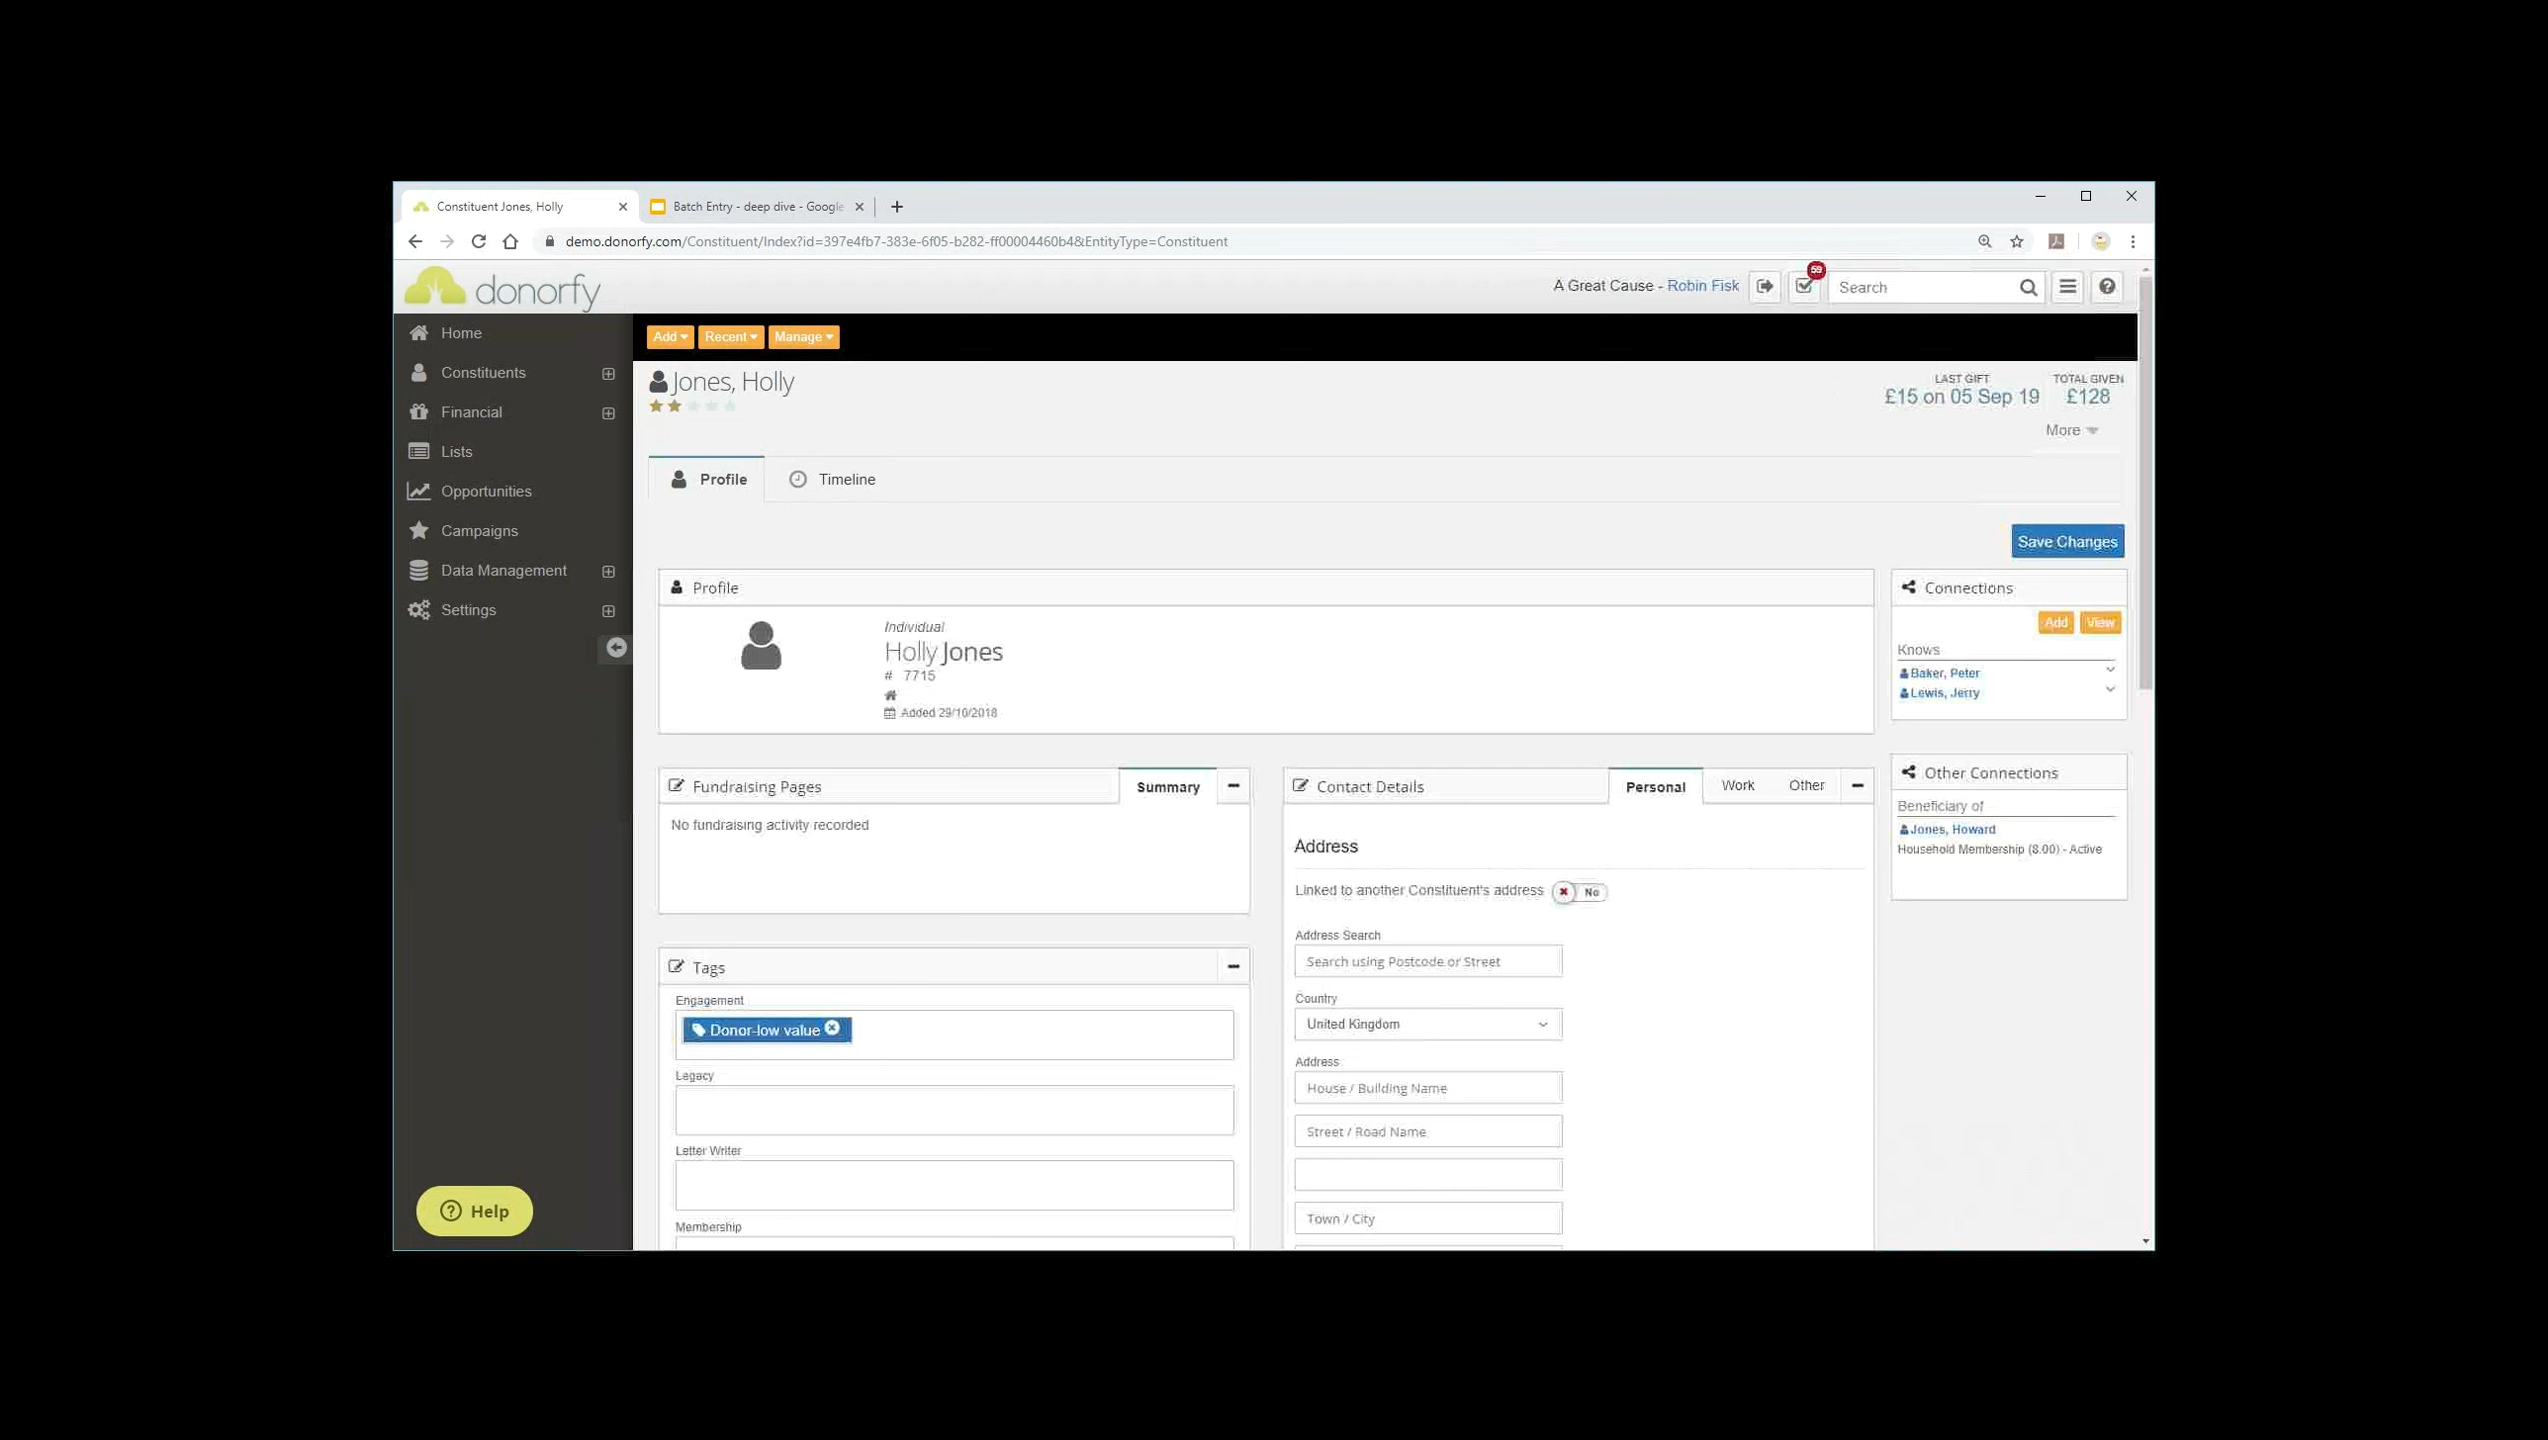 Constituent Jones, Holly
Batch Entry - deep dive - Google
demo.donorfy.com/Constituent/Index?id=397e4fb7-383e-6f05-b282-ff00004460b4&EntityType=Constituent
donorfy
A Great Cause - Robin Fisk
59
Search
Home
Constituents
Financial
Lists
Opportunities
Campaigns
Data Management
Settings
Help
Add Recent Manage
Jones, Holly
LAST GIFT
£15 on 05 Sep 19
TOTAL GIVEN
£128
More
Profile Timeline
Save Changes
Profile
Individual
Holly Jones
# 7715
Added 29/10/2018
Connections
Add View
Knows
Baker, Peter
Lewis, Jerry
Fundraising Pages Summary
No fundraising activity recorded
Tags
Engagement
Donor-low value
Legacy
Letter Writer
Membership
Contact Details Personal Work Other
Address
Linked to another Constituent's address No
Address Search
Search using Postcode or Street
Country
United Kingdom
Address
House / Building Name
Street / Road Name
Town / City
Other Connections
Beneficiary of
Jones, Howard
Household Membership (8.00) - Active